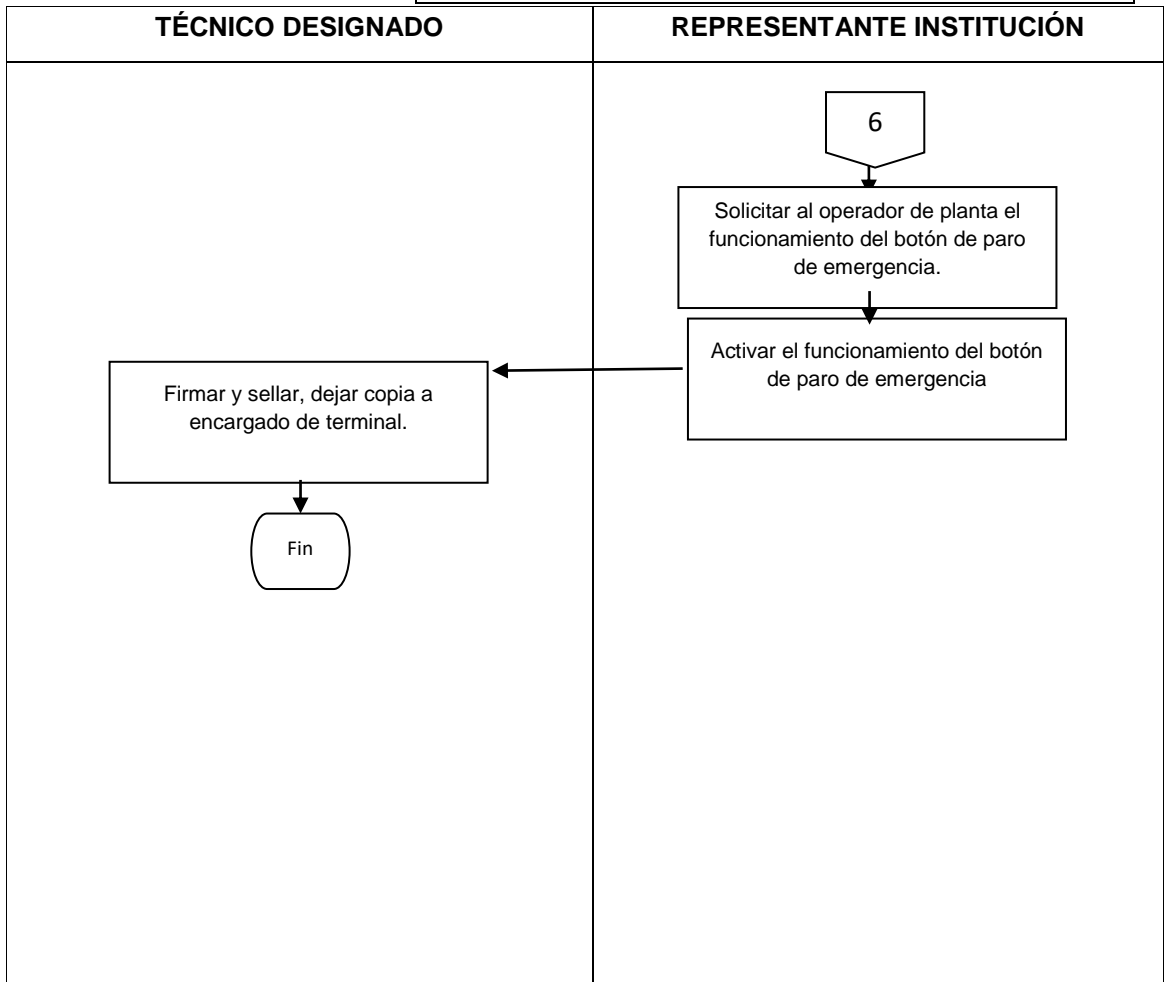 TÉCNICO DESIGNADO
REPRESENTANTE INSTITUCIÓN
6
Solicitar al operador de planta el
funcionamiento del botón de paro
de emergencia.
Activar el funcionamiento del botón
de paro de emergencia
Firmar y sellar, dejar copia a
encargado de terminal.
Fin